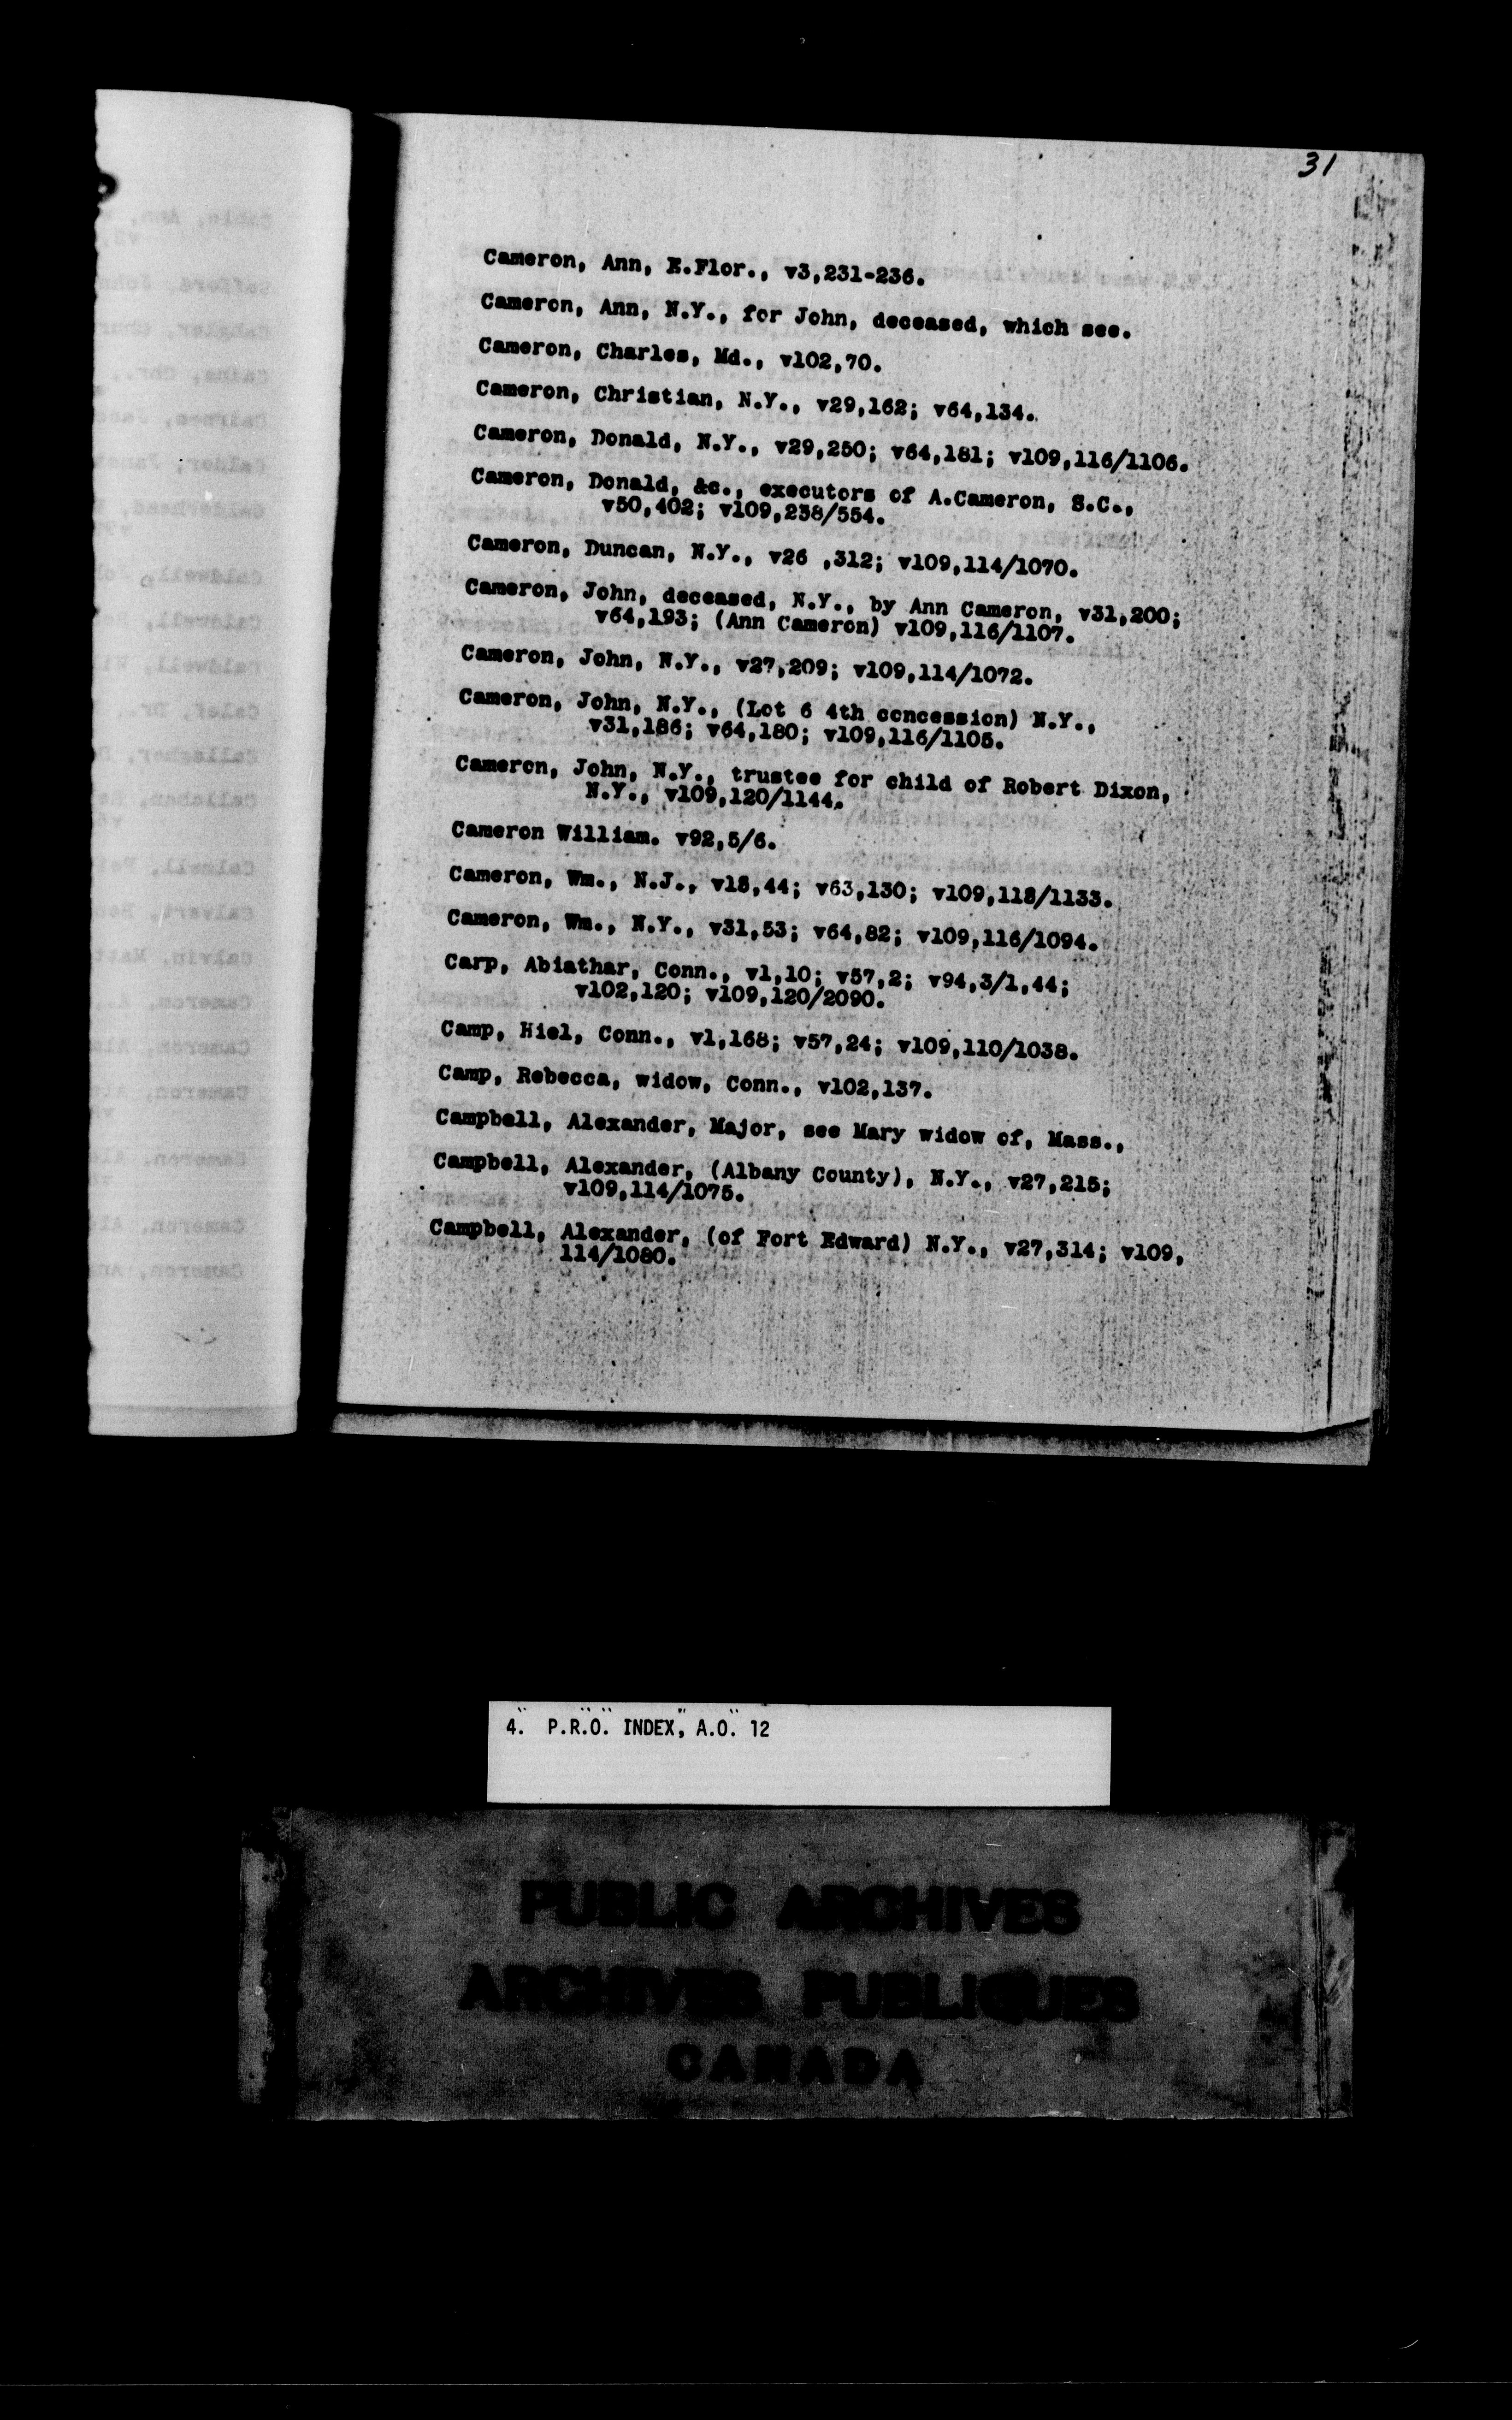 31
Cameron, Ann, E.Flor., v3,231-236.
Cameron, Ann, N.Y., for John, deceased, which see.
Cameron, Charles, Md., v102,70.
Cameron, Christian, N.Y., v29,162; v64,134.
Cameron, Donald, N.Y., v29,250; v64,181; v109,116/1106.
Cameron, Donald, &c., executors of A.Cameron, S.C.,
v50,402; v109,238/554.
Cameron, Duncan, N.Y., v26 ,312; v109,114/1070.
Cameron, John, deceased, N.Y., by Ann Cameron, v31,200;
v64,193; (Ann Cameron) v109,116/1107.
Cameron, John, N.Y., v27,209; v109,114/1072.
Cameron, John, N.Y., (Lot 6 4th concession) N.Y.,
v31,186; v64,180; v109,116/1105.
Cameron, John, N.Y., trustee for child of Robert Dixon,
N.Y., v109,120/1144.
Cameron William. v92,5/6.
Cameron, Wm., N.J., v18,44; v63,130; v109,118/1133.
Cameron, Wm., N.Y., v31,53; v64,82; v109,116/1094.
Carp, Abiathar, Conn., v1,10; v57,2; v94,3/1,44;
v102,120; v109,120/2090.
Camp, Hiel, Conn., v1,168; v57,24; v109,110/1038.
Camp, Rebecca, widow, Conn., v102,137.
Campbell, Alexander, Major, see Mary widow of, Mass.,
Campbell, Alexander, (Albany County), N.Y., v27,215;
v109,114/1075.
Campbell, Alexander, (of Fort Edward) N.Y., v27,314; v109,
114/1080.
4. P.R.O. INDEX, A.O. 12
PUBLIC ARCHIVES
ARCHIVES PUBLIQUES
CANADA